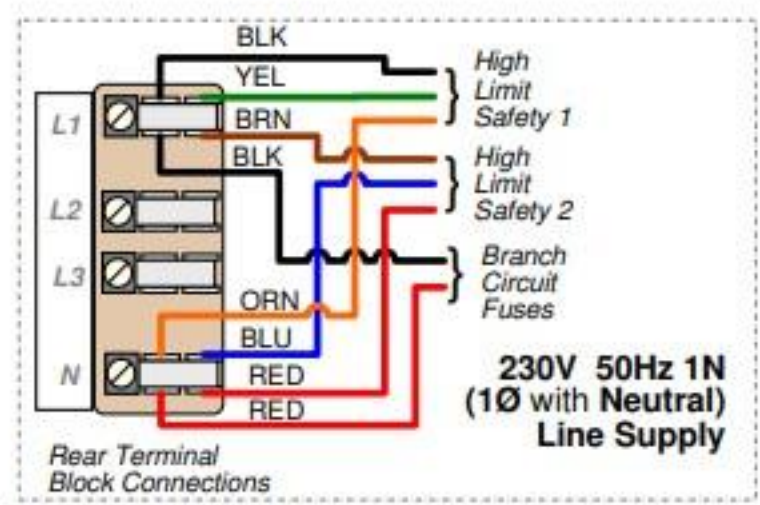 BLK
YEL
BRN
BLK
L1
L2
L3
N
ORN
BLU
RED
RED
High
Limit
Safety 1
High
Limit
Safety 2
Branch
Circuit
Fuses
230V 50Hz 1N
(1Ø with Neutral)
Line Supply
Rear Terminal
Block Connections